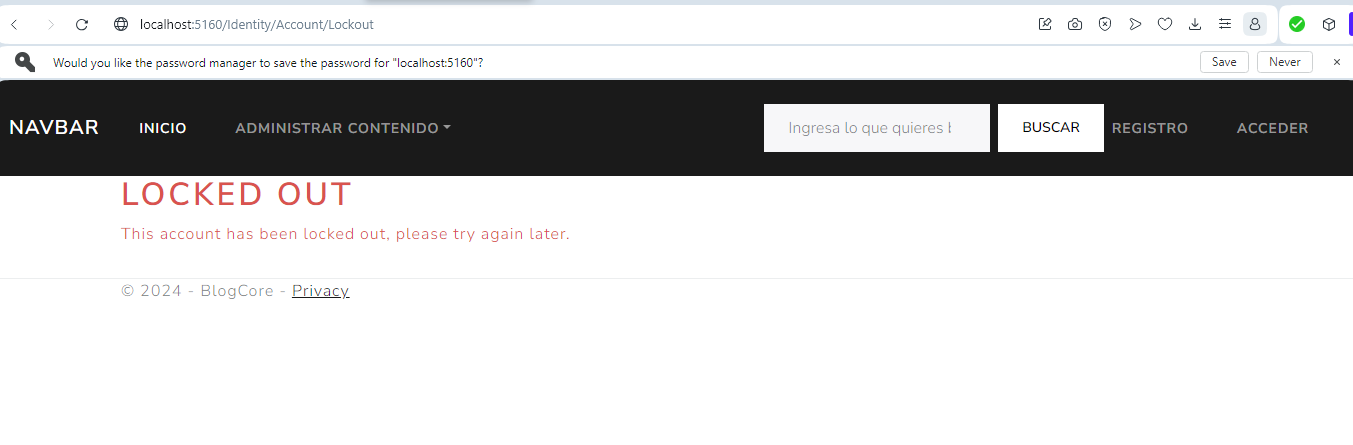 localhost:5160/Identity/Account/Lockout
Would you like the password manager to save the password for "localhost:5160"? Save Never
NAVBAR INICIO ADMINISTRAR CONTENIDO Ingresa lo que quieres b BUSCAR REGISTRO ACCEDER
LOCKED OUT
This account has been locked out, please try again later.
© 2024 - BlogCore - Privacy